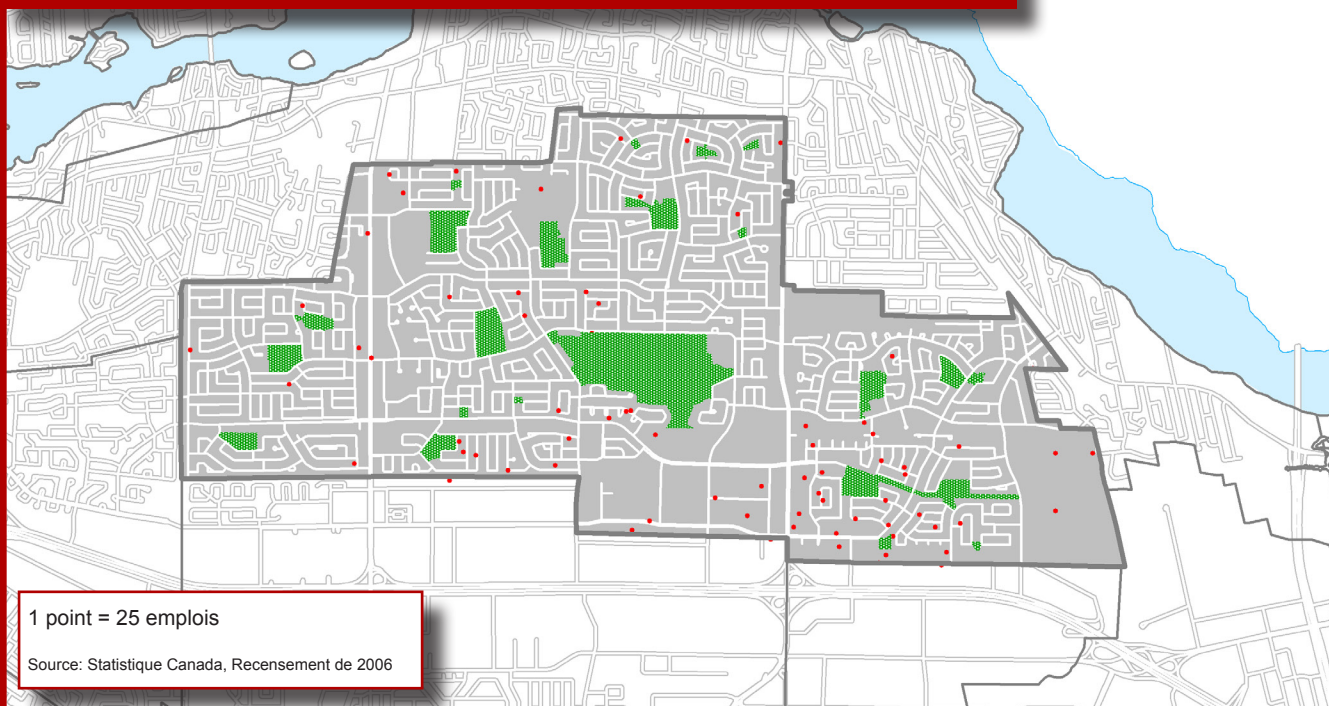 1 point = 25 emplois
Source: Statistique Canada, Recensement de 2006